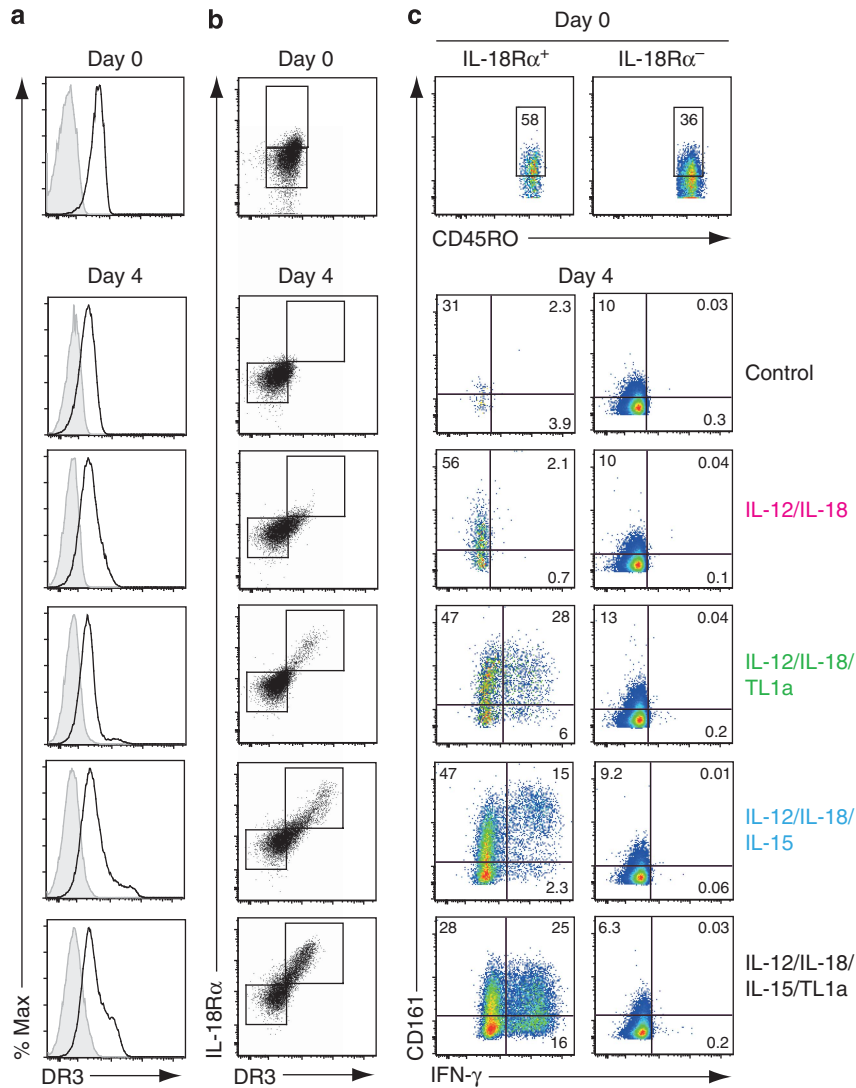 a
b
c
Day 0
Day 0
Day 0
IL-18Rα+
IL-18Rα–
58
36
CD45RO
Day 4
Day 4
Day 4
31
2.3
3.9
10
0.03
0.3
Control
56
2.1
0.7
10
0.04
0.1
IL-12/IL-18
47
28
6
13
0.04
0.2
IL-12/IL-18/
TL1a
47
15
2.3
9.2
0.01
0.06
IL-12/IL-18/
IL-15
28
25
16
6.3
0.03
0.2
IL-12/IL-18/
IL-15/TL1a
% Max
DR3
IL-18Rα
DR3
CD161
IFN-γ